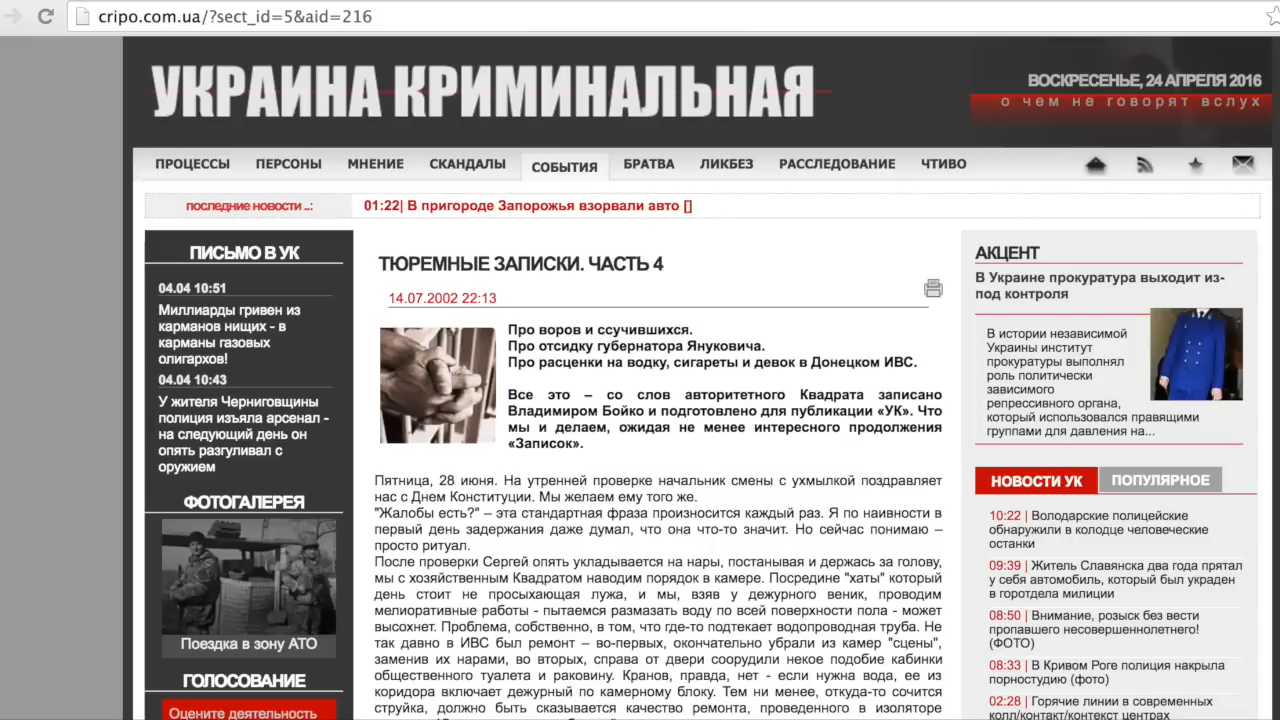 cripo.com.ua/?sect_id=5&aid=216
УКРАИНА КРИМИНАЛЬНАЯ
ВОСКРЕСЕНЬЕ, 24 АПРЕЛЯ 2016
о чем не говорят вслух
ПРОЦЕССЫ ПЕРСОНЫ МНЕНИЕ СКАНДАЛЫ СОБЫТИЯ БРАТВА ЛИКБЕЗ РАССЛЕДОВАНИЕ ЧТИВО
последние новости ..:
01:22| В пригороде Запорожья взорвали авто []
ПИСЬМО В УК
04.04 10:51
Миллиарды гривен из
карманов нищих - в
карманы газовых
олигархов!
04.04 10:43
У жителя Черниговщины
полиция изъяла арсенал -
на следующий день он
опять разгуливал с
оружием
ФОТОГАЛЕРЕЯ
Поездка в зону АТО
ГОЛОСОВАНИЕ
Оцените деятельность
ТЮРЕМНЫЕ ЗАПИСКИ. ЧАСТЬ 4
14.07.2002 22:13
Про воров и ссучившихся.
Про отсидку губернатора Януковича.
Про расценки на водку, сигареты и девок в Донецком ИВС.
Все это – со слов авторитетного Квадрата записано
Владимиром Бойко и подготовлено для публикации «УК». Что
мы и делаем, ожидая не менее интересного продолжения
«Записок».
Пятница, 28 июня. На утренней проверке начальник смены с ухмылкой поздравляет
нас с Днем Конституции. Мы желаем ему того же.
"Жалобы есть?" – эта стандартная фраза произносится каждый раз. Я по наивности в
первый день задержания даже думал, что она что-то значит. Но сейчас понимаю –
просто ритуал.
После проверки Сергей опять укладывается на нары, постанывая и держась за голову,
мы с хозяйственным Квадратом наводим порядок в камере. Посредине "хаты" который
день стоит не просыхающая лужа, и мы, взяв у дежурного веник, проводим
мелиоративные работы - пытаемся размазать воду по всей поверхности пола - может
высохнет. Проблема, собственно, в том, что где-то подтекает водопроводная труба. Не
так давно в ИВС был ремонт – во-первых, окончательно убрали из камер "сцены",
заменив их нарами, во вторых, справа от двери соорудили некое подобие кабинки
общественного туалета и раковину. Кранов, правда, нет - если нужна вода, ее из
коридора включает дежурный по камерному блоку. Тем ни менее, откуда-то сочится
струйка, должно быть сказывается качество ремонта, проведенного в изоляторе
АКЦЕНТ
В Украине прокуратура выходит из-
под контроля
В истории независимой
Украины институт
прокуратуры выполнял
роль политически
зависимого
репрессивного органа,
который использовался правящими
группами для давления на...
НОВОСТИ УК ПОПУЛЯРНОЕ
10:22 | Володарские полицейские
обнаружили в колодце человеческие
останки
09:39 | Житель Славянска два года прятал
у себя автомобиль, который был украден
в горотдела милиции
08:50 | Внимание, розыск без вести
пропавшего несовершеннолетнего!
(ФОТО)
08:33 | В Кривом Роге полиция накрыла
порностудию (фото)
02:28 | Горячие линии в современных
колл/контакт/контекст центрах